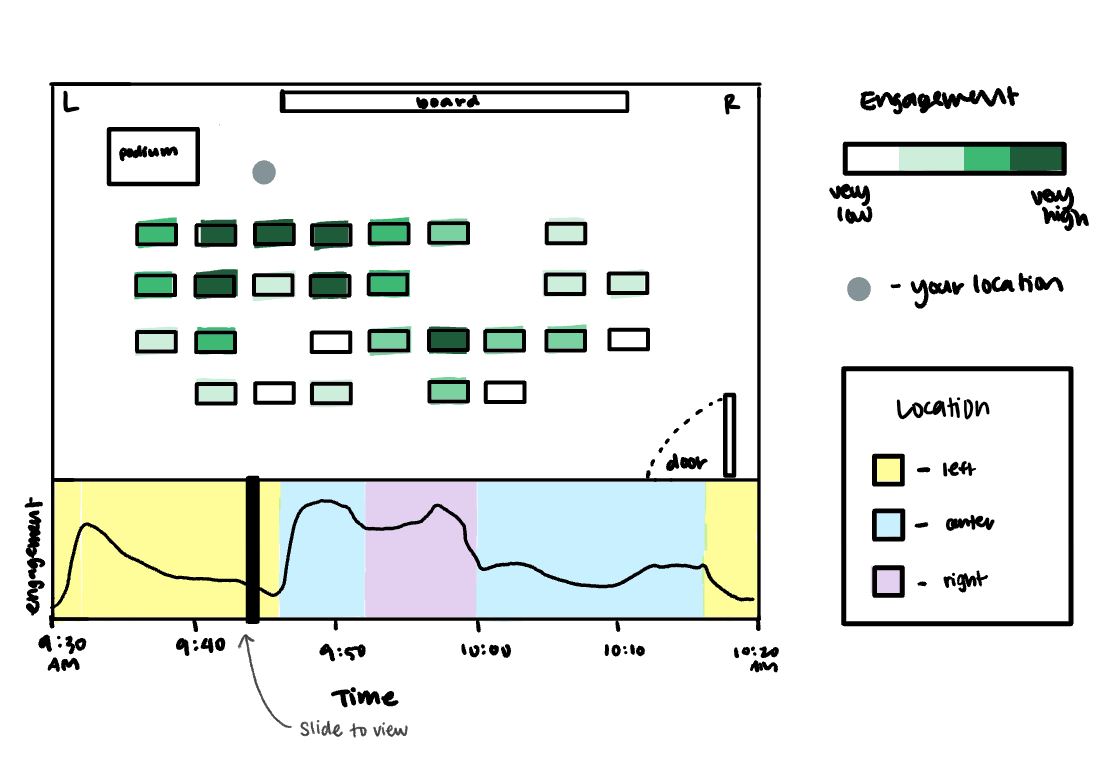 L
board
R
podium
door
engagement
9:30
AM
9:40
9:50
10:00
10:10
10:20
AM
Time
Slide to view
Engagement
very
low
very
high
- your location
Location
- left
- center
- right